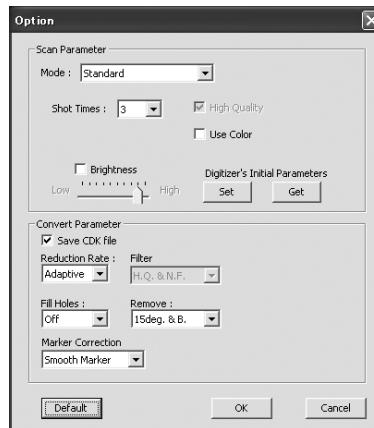 Option
Scan Parameter
Mode : Standard
Shot Times : 3 High Quality
Use Color
Brightness Digitizer's Initial Parameters
Low High Set Get
Convert Parameter
Save CDK file
Reduction Rate : Filter
Adaptive H.Q. & N.F.
Fill Holes : Remove :
Off 15deg. & B.
Marker Correction
Smooth Marker
Default OK Cancel